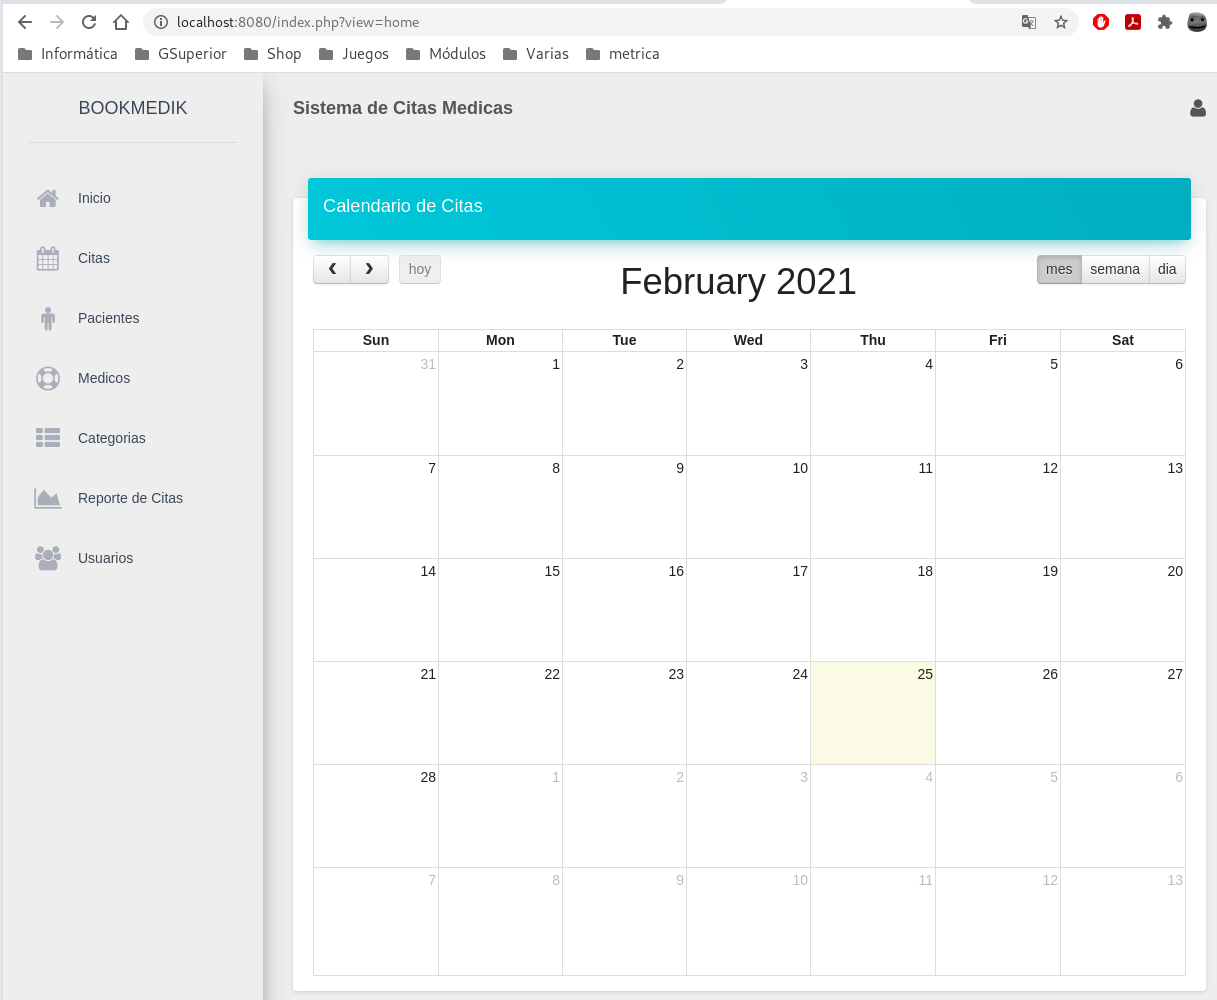 localhost:8080/index.php?view=home
Informática GSuperior Shop Juegos Módulos Varias metrica
BOOKMEDIK
Inicio
Citas
Pacientes
Medicos
Categorias
Reporte de Citas
Usuarios
Sistema de Citas Medicas
Calendario de Citas
hoy February 2021 mes semana dia
Sun Mon Tue Wed Thu Fri Sat
31 1 2 3 4 5 6
7 8 9 10 11 12 13
14 15 16 17 18 19 20
21 22 23 24 25 26 27
28 1 2 3 4 5 6
7 8 9 10 11 12 13